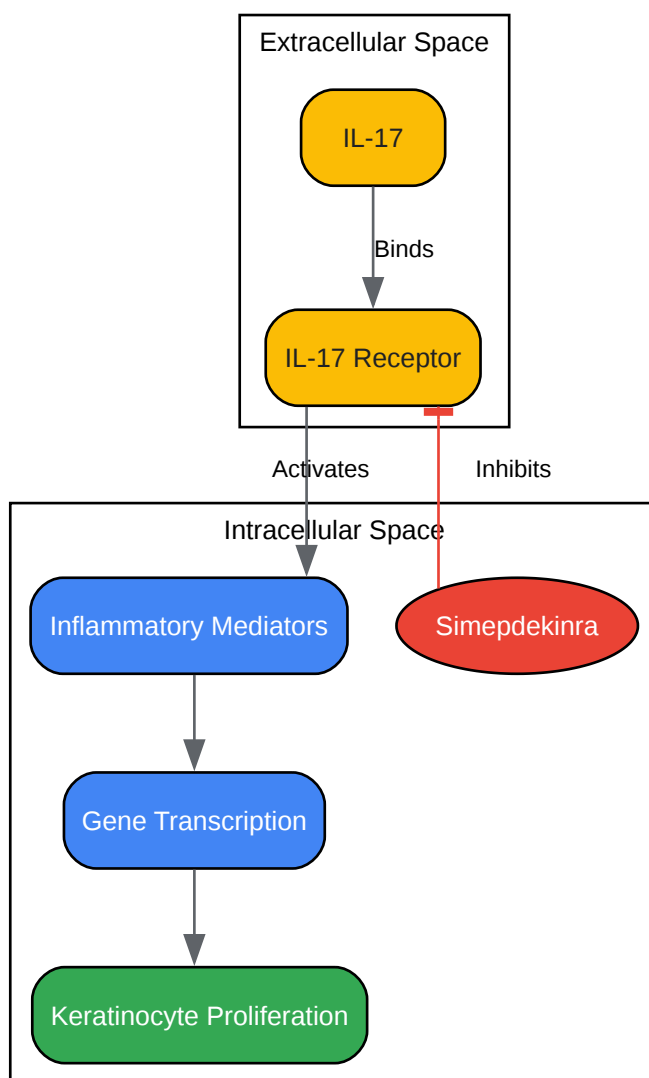 Extracellular Space
IL-17
Binds
IL-17 Receptor
Activates
Inhibits
Intracellular Space
Inflammatory Mediators
Simepdekinra
Gene Transcription
Keratinocyte Proliferation